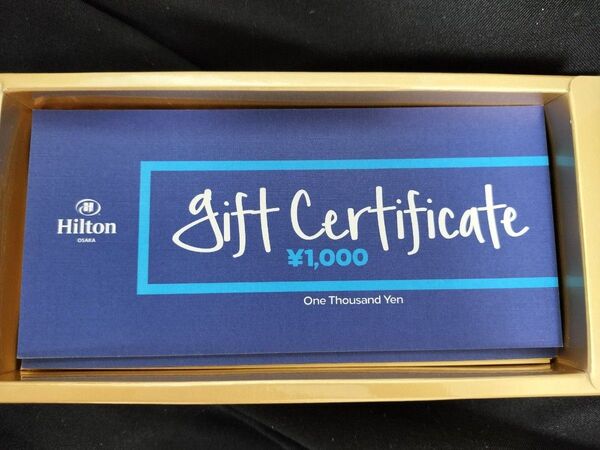 Hilton
OSAKA
gift Certificate
¥1,000
One Thousand Yen